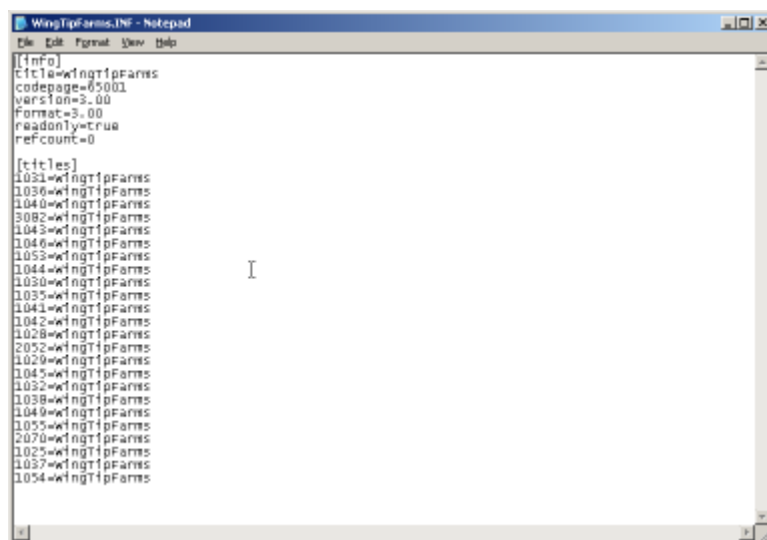 WingTipFarms.INF - Notepad
File Edit Format View Help
[info]
title=WingTipFarms
codepage=65001
version=3.00
format=3.00
readonly=true
refcount=0
[titles]
1031=WingTipFarms
1036=WingTipFarms
1040=WingTipFarms
3082=WingTipFarms
1043=WingTipFarms
1046=WingTipFarms
1053=WingTipFarms
1044=WingTipFarms
1030=WingTipFarms
1035=WingTipFarms
1041=WingTipFarms
1042=WingTipFarms
1028=WingTipFarms
2052=WingTipFarms
1029=WingTipFarms
1045=WingTipFarms
1032=WingTipFarms
1038=WingTipFarms
1049=WingTipFarms
1055=WingTipFarms
2070=WingTipFarms
1025=WingTipFarms
1037=WingTipFarms
1054=WingTipFarms